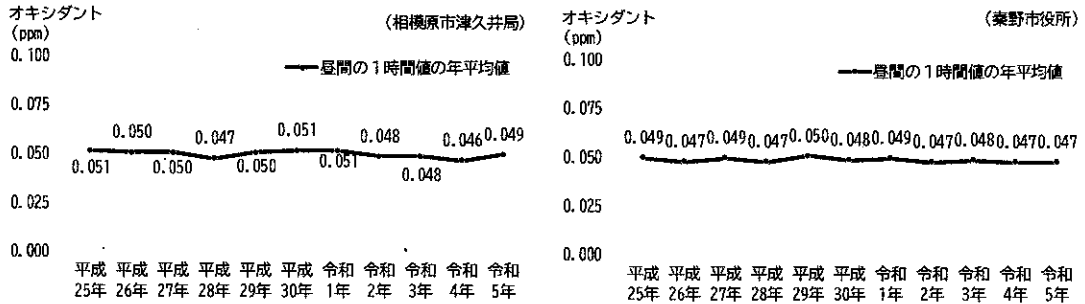 オキシダント
(ppm)
(相模原市津久井局)
昼間の1時間値の年平均値
0.100
0.075
0.050
0.025
0.000
0.051
0.050
0.050
0.047
0.050
0.051
0.051
0.048
0.048
0.046
0.049
平成 平成 平成 平成 平成 平成 令和 令和 令和 令和 令和
25年 26年 27年 28年 29年 30年 1年 2年 3年 4年 5年
オキシダント
(ppm)
(秦野市役所)
昼間の1時間値の年平均値
0.100
0.075
0.050
0.025
0.000
0.049 0.047 0.049 0.047 0.050 0.048 0.049 0.047 0.048 0.047 0.047
平成 平成 平成 平成 平成 平成 令和 令和 令和 令和 令和
25年 26年 27年 28年 29年 30年 1年 2年 3年 4年 5年